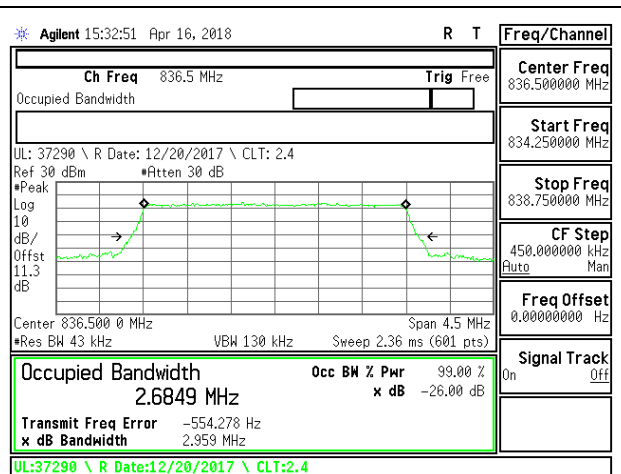 Agilent 15:32:51 Apr 16, 2018 R T
Freq/Channel
Ch Freq 836.5 MHz Trig Free
Occupied Bandwidth
Center Freq
836.500000 MHz
Start Freq
834.250000 MHz
UL: 37290 \ R Date: 12/20/2017 \ CLT: 2.4
Ref 30 dBm #Atten 30 dB
#Peak
Log
10
dB/
Offst
11.3
dB
Stop Freq
838.750000 MHz
CF Step
450.000000 kHz
Auto Man
Freq Offset
0.00000000 Hz
Center 836.500 0 MHz Span 4.5 MHz
#Res BW 43 kHz VBW 130 kHz Sweep 2.36 ms (601 pts)
Signal Track
On Off
Occupied Bandwidth Occ BW % Pwr 99.00 %
2.6849 MHz x dB -26.00 dB
Transmit Freq Error -554.278 Hz
x dB Bandwidth 2.959 MHz
UL:37290 \ R Date:12/20/2017 \ CLT:2.4